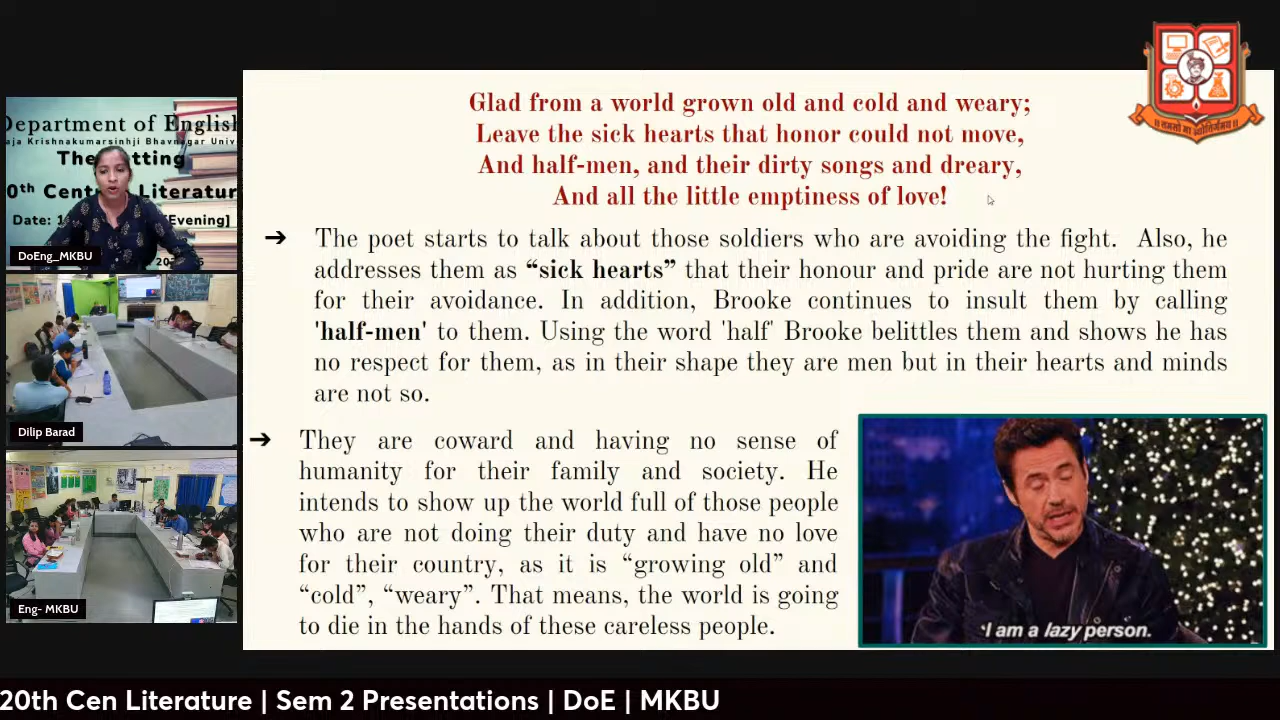 Glad from a world grown old and cold and weary;
Leave the sick hearts that honor could not move,
And half-men, and their dirty songs and dreary,
And all the little emptiness of love!
➔ The poet starts to talk about those soldiers who are avoiding the fight. Also, he
addresses them as “sick hearts” that their honour and pride are not hurting them
for their avoidance. In addition, Brooke continues to insult them by calling
'half-men' to them. Using the word 'half' Brooke belittles them and shows he has
no respect for them, as in their shape they are men but in their hearts and minds
are not so.
➔ They are coward and having no sense of
humanity for their family and society. He
intends to show up the world full of those people
who are not doing their duty and have no love
for their country, as it is “growing old” and
“cold”, “weary”. That means, the world is going
to die in the hands of these careless people.
I am a lazy person.
Department of English
Krishnakumarsinhji Bhavnagar
The
20th Literature
Date: [Evening]
DoEng_MKBU
Dilip Barad
Eng- MKBU
20th Cen Literature | Sem 2 Presentations | DoE | MKBU